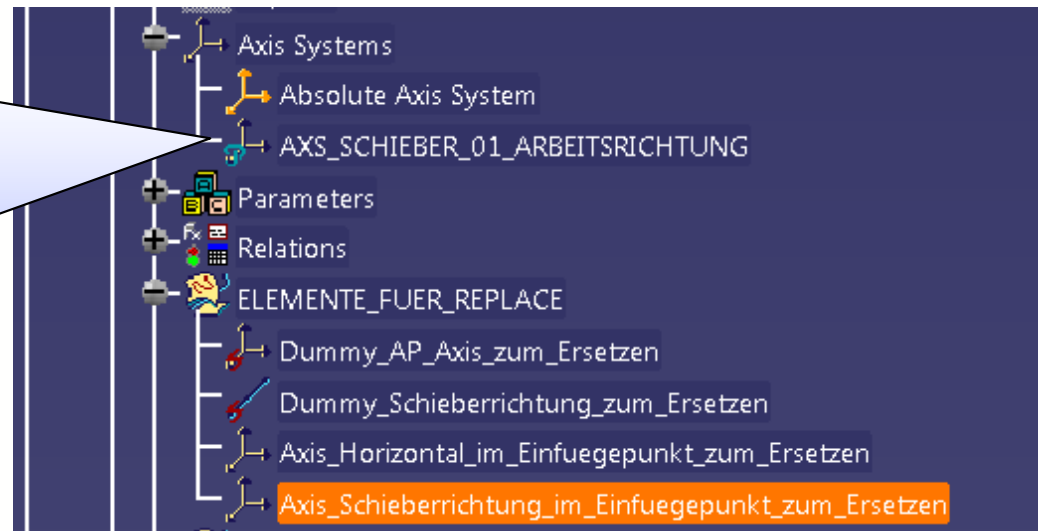 Axis Systems
Absolute Axis System
AXS_SCHIEBER_01_ARBEITSRICHTUNG
Parameters
Relations
ELEMENTE_FUER_REPLACE
Dummy_AP_Axis_zum_Ersetzen
Dummy_Schieberrichtung_zum_Ersetzen
Axis_Horizontal_im_Einfuegepunkt_zum_Ersetzen
Axis_Schieberrichtung_im_Einfuegepunkt_zum_Ersetzen